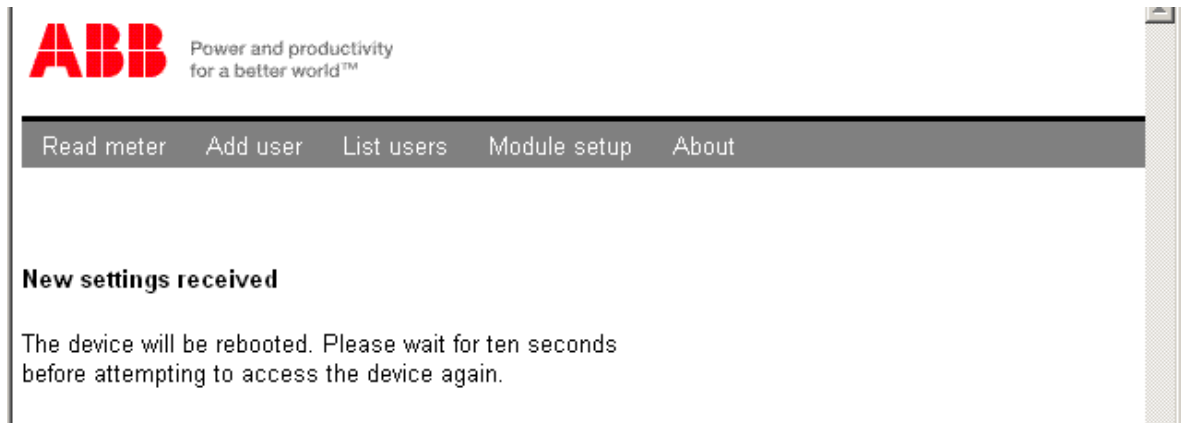 ABB
Power and productivity
for a better world™
Read meter Add user List users Module setup About
New settings received
The device will be rebooted. Please wait for ten seconds
before attempting to access the device again.